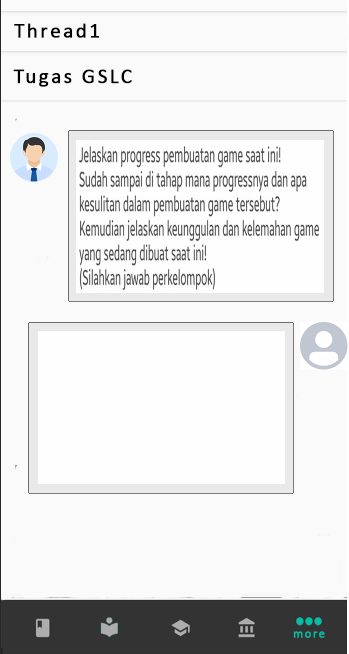 Thread1
Tugas GSLC
Jelaskan progress pembuatan game saat ini!
Sudah sampai di tahap mana progressnya dan apa
kesulitan dalam pembuatan game tersebut?
Kemudian jelaskan keunggulan dan kelemahan game
yang sedang dibuat saat ini!
(Silahkan jawab perkelompok)
more